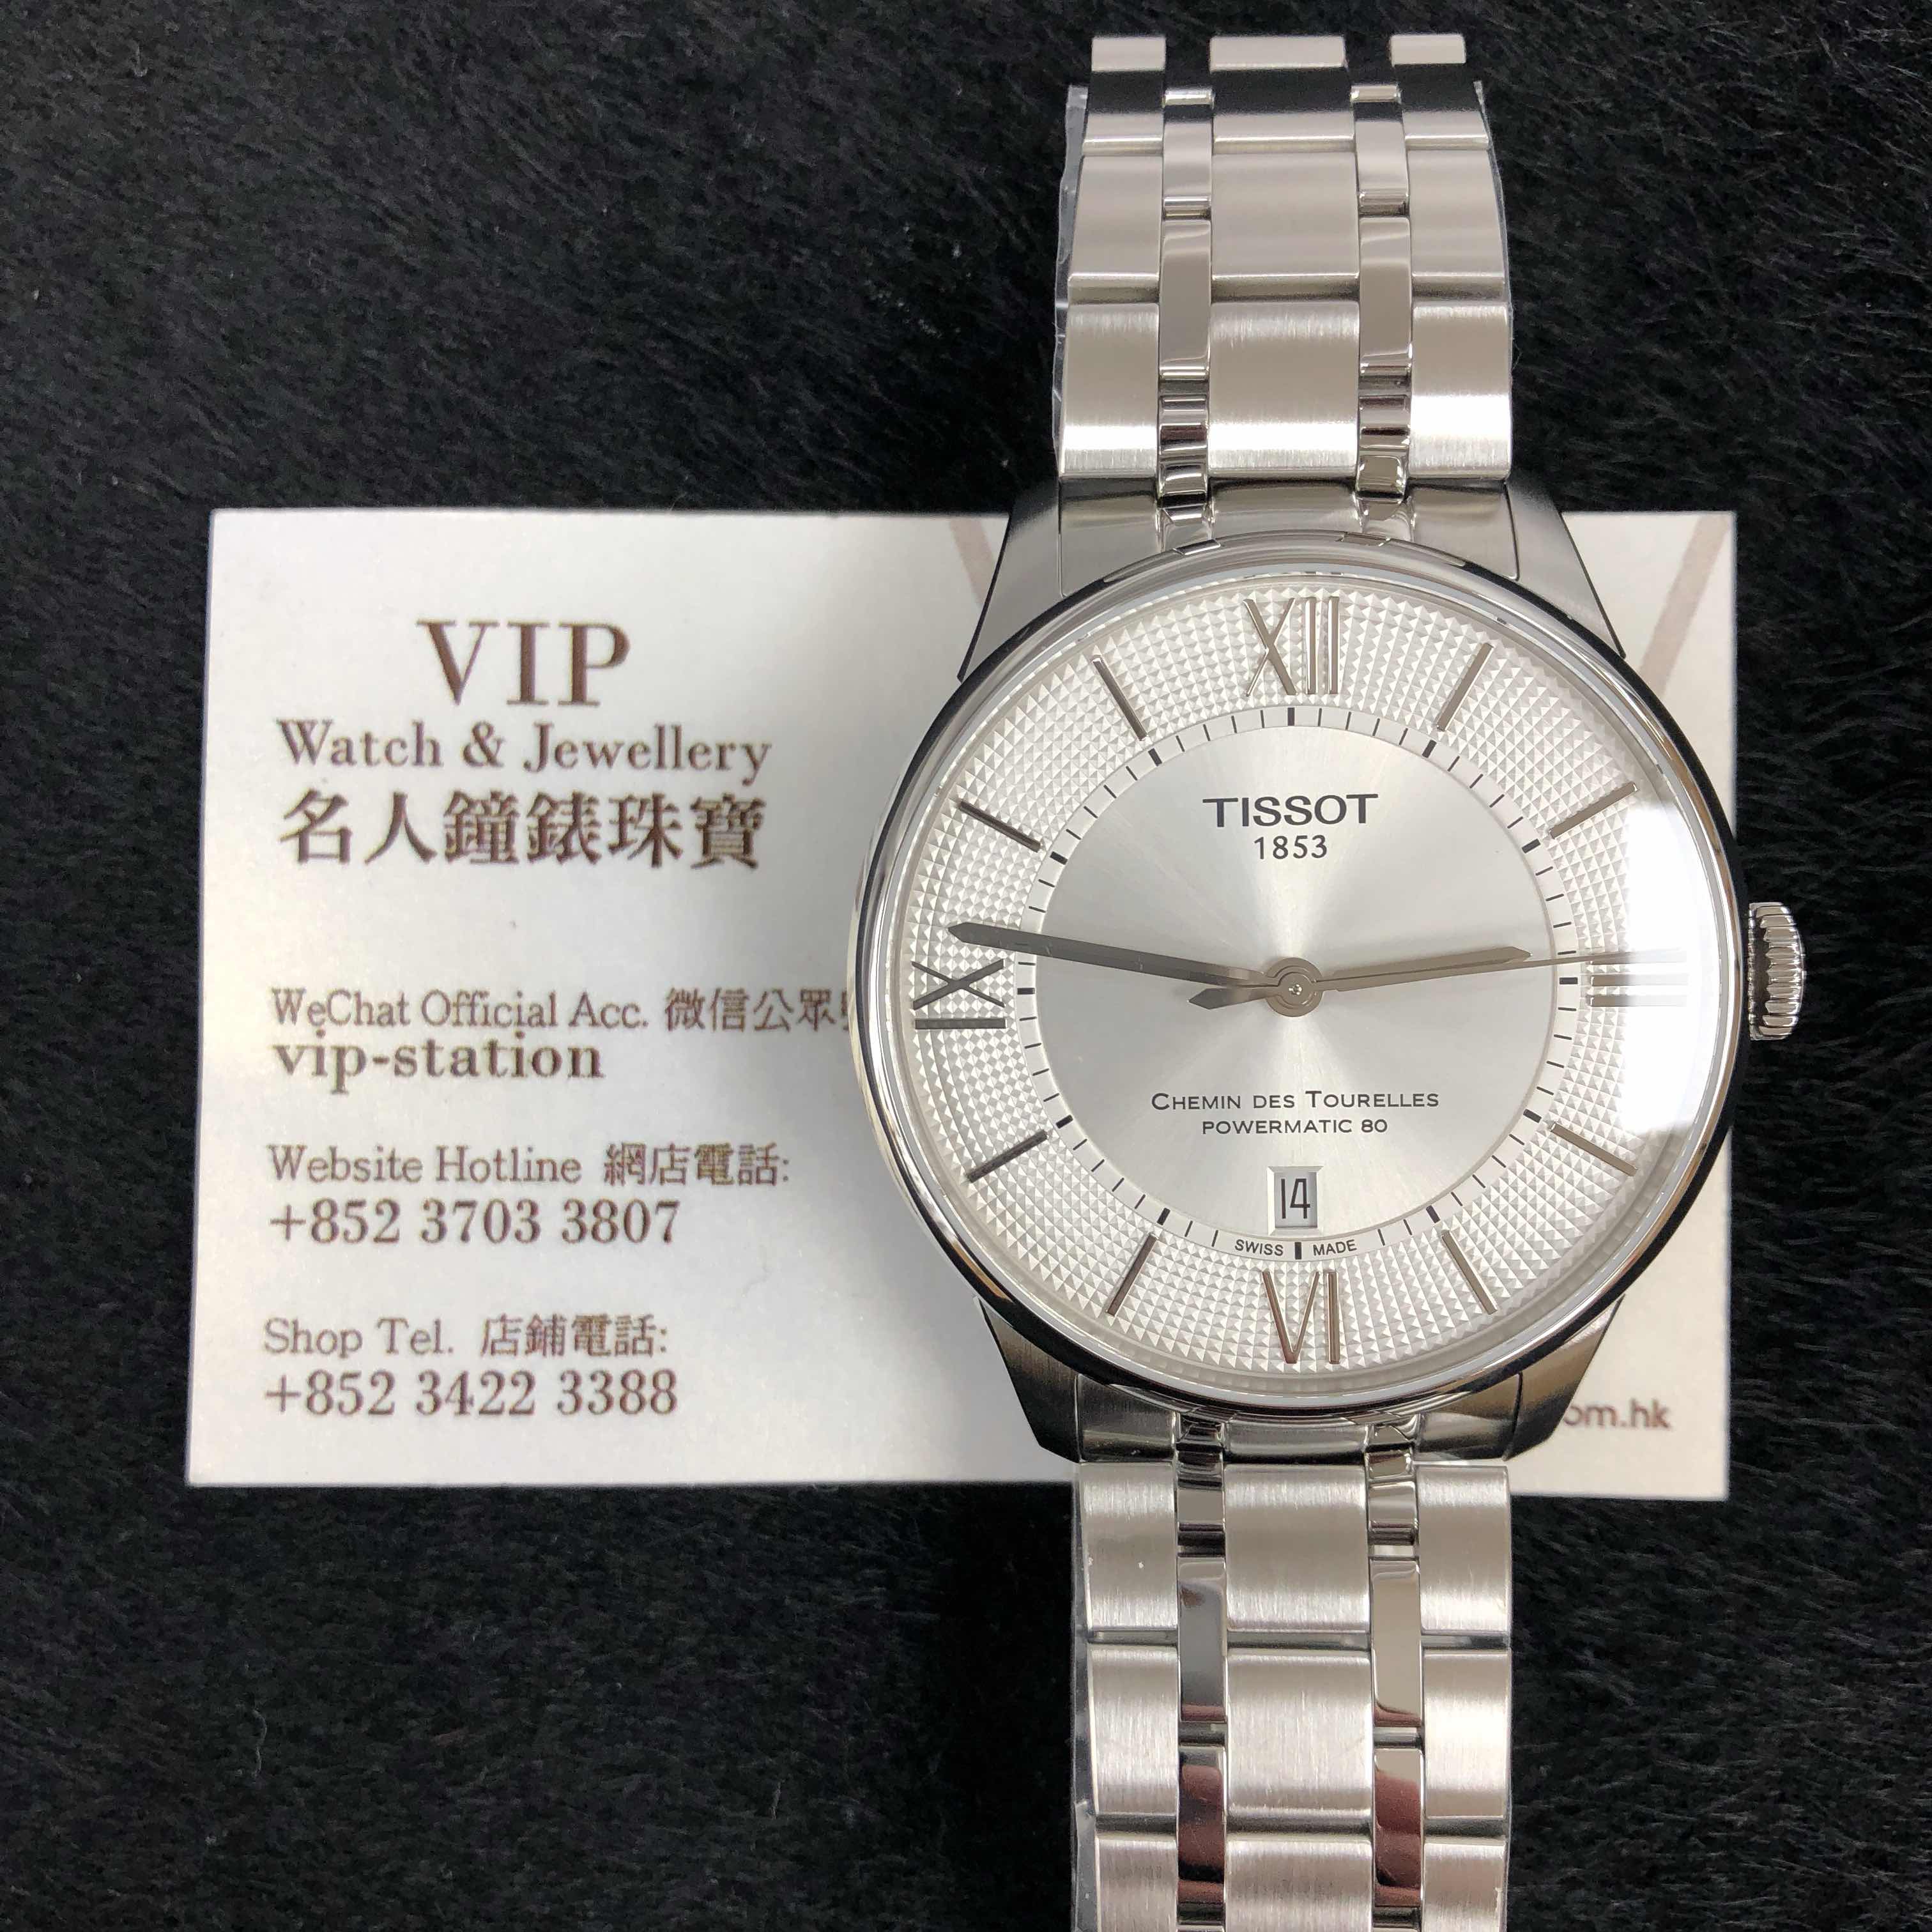 VIP
Watch & Jewellery
名人鐘錶珠寶
WeChat Official Acc. 微信公眾
vip-station
Website Hotline 網店電話:
+852 3703 3807
Shop Tel. 店鋪電話:
+852 3422 3388
om.hk
XII
TISSOT
1853
IX
III
CHEMIN DES TOURELLES
POWERMATIC 80
14
SWISS MADE
VI